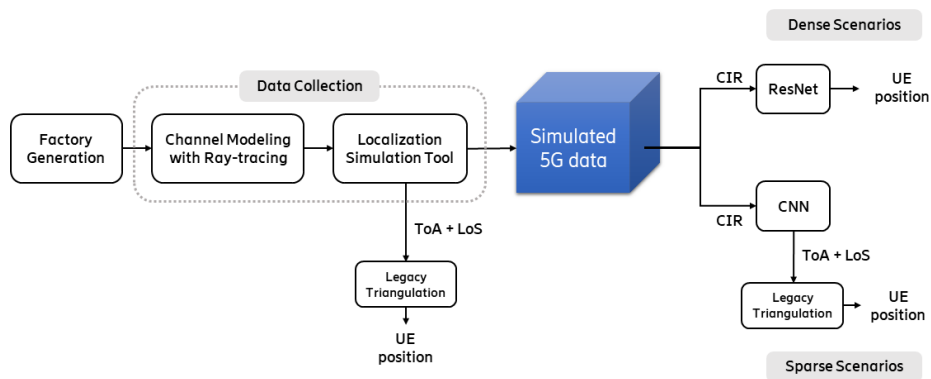 Dense Scenarios
Data Collection
Factory
Generation
Channel Modeling
with Ray-tracing
Localization
Simulation Tool
Simulated
5G data
CIR
ResNet
UE
position
CIR
CNN
ToA + LoS
Legacy
Triangulation
UE
position
ToA + LoS
Legacy
Triangulation
UE
position
Sparse Scenarios